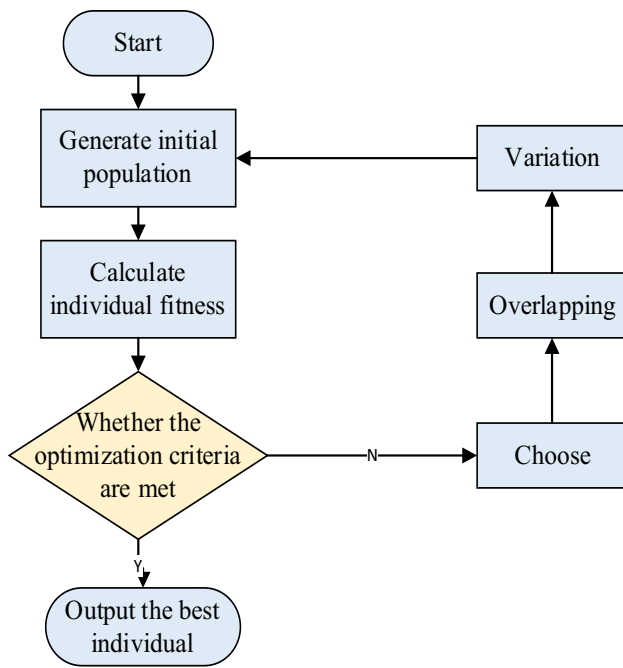 Start
Generate initial
population
Variation
Calculate
individual fitness
Overlapping
Whether the
optimization criteria
are met
N
Choose
Y
Output the best
individual